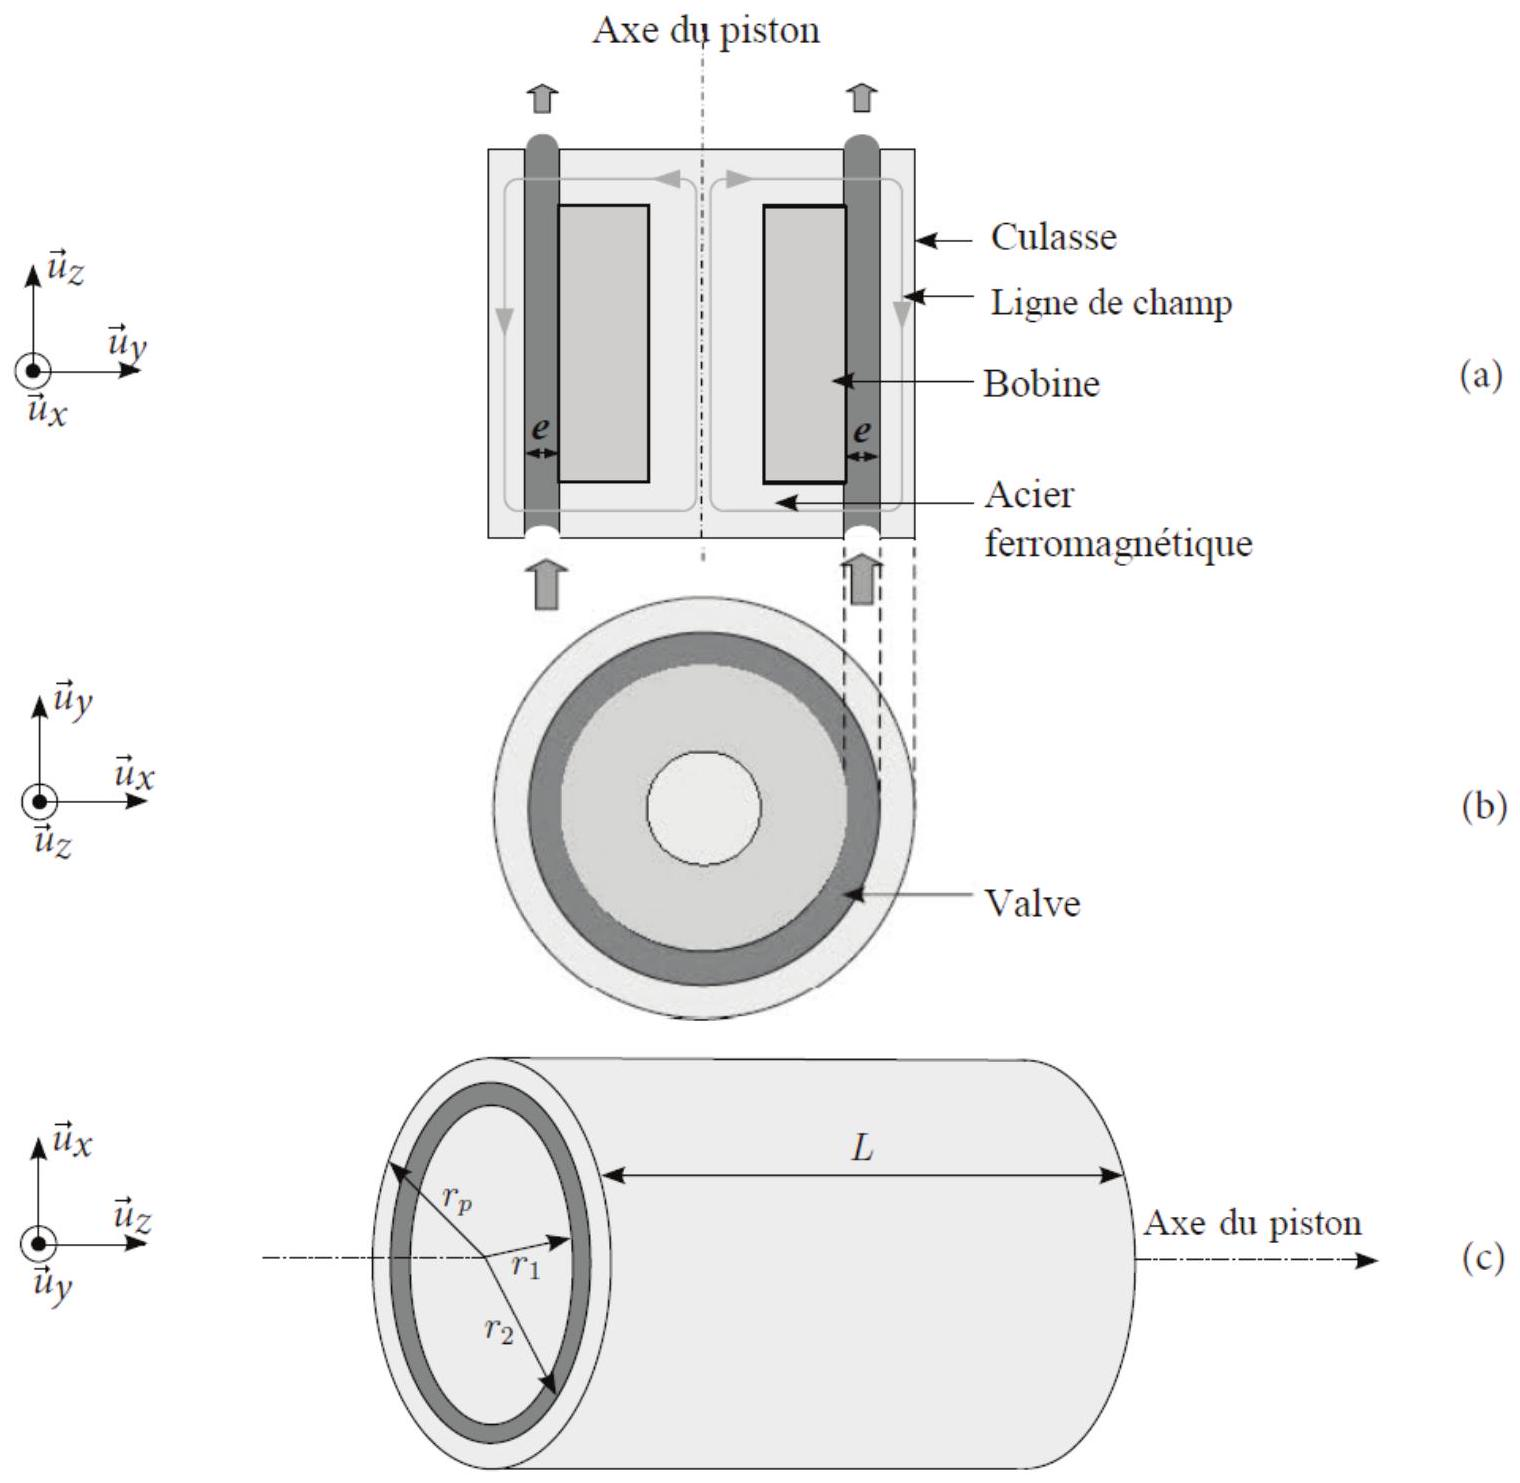 Axe du piston
Culasse
Ligne de champ
Bobine
Acier
ferromagnétique
e
e
u⃗z
u⃗y
u⃗x
(a)
u⃗y
u⃗x
u⃗z
(b)
Valve
u⃗x
u⃗z
u⃗y
L
rp
r1
r2
Axe du piston
(c)